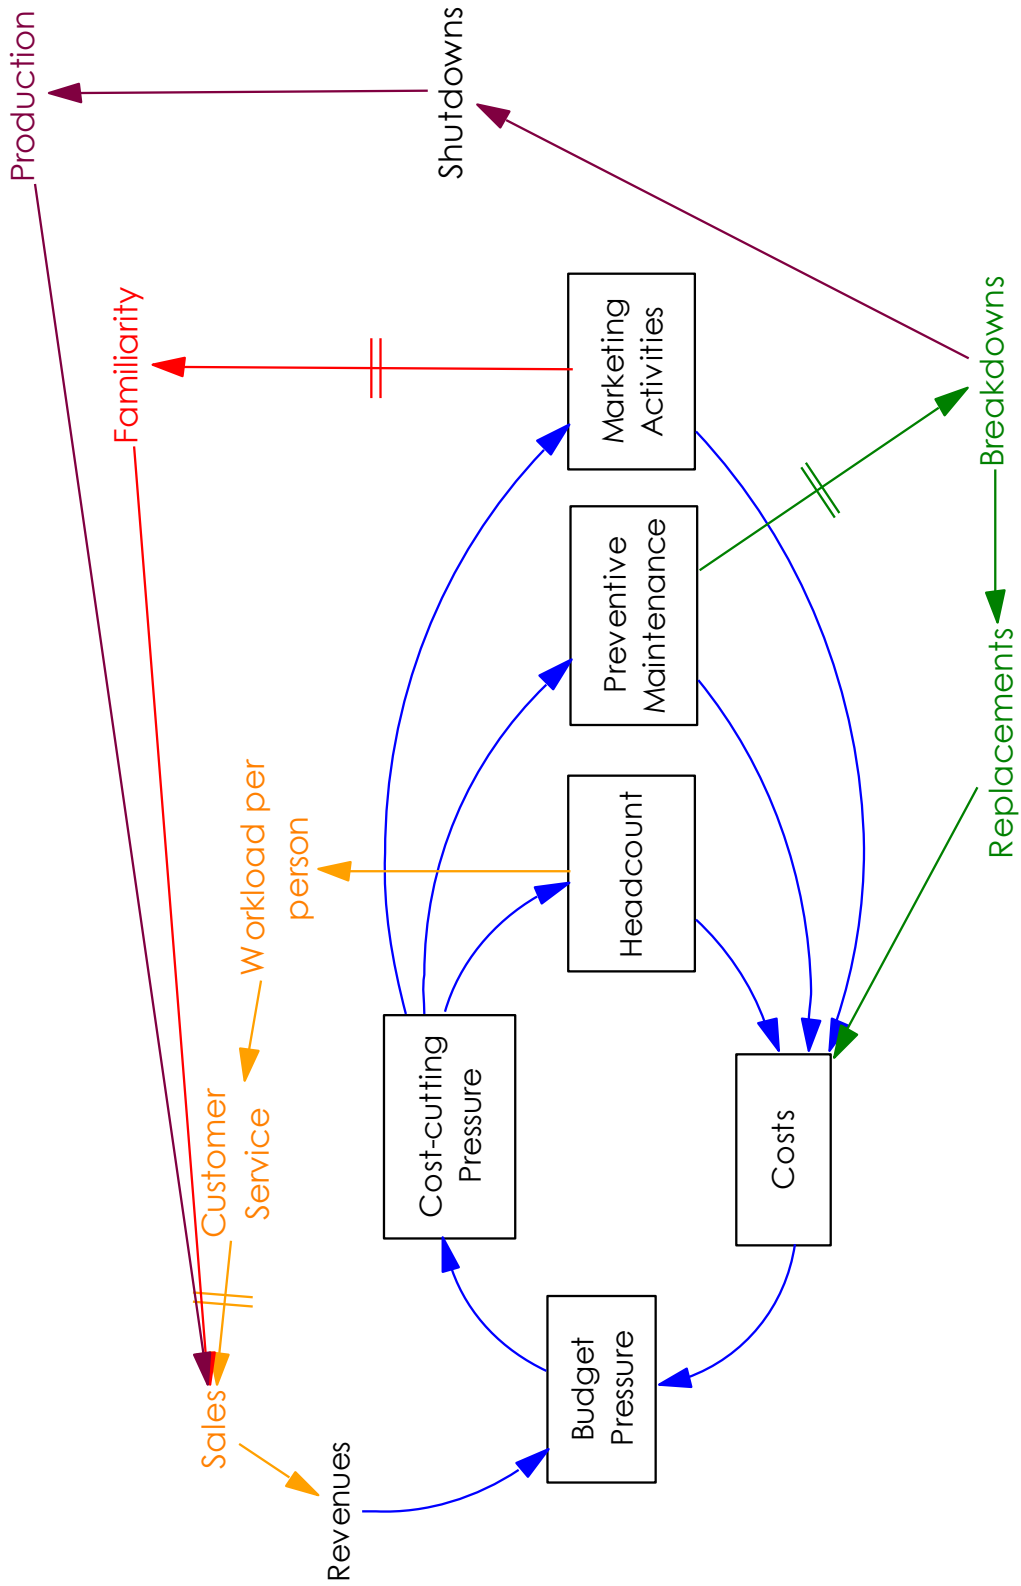 Production
Shutdowns
Familiarity
Marketing
Activities
Breakdowns
Preventive
Maintenance
Workload per
person
Headcount
Replacements
Customer
Service
Cost-cutting
Pressure
Costs
Sales
Budget
Pressure
Revenues